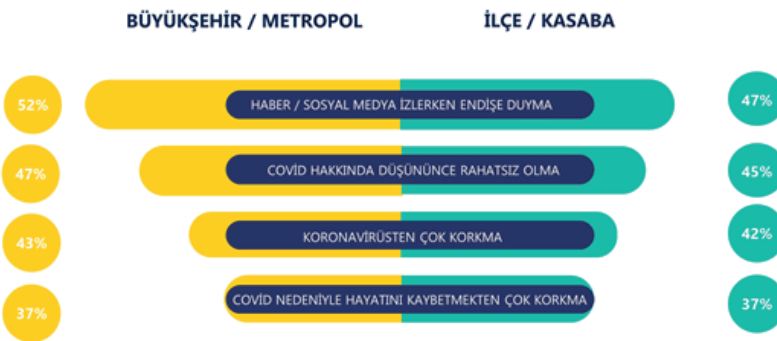 BÜYÜKŞEHİR / METROPOL İLÇE / KASABA
52% HABER / SOSYAL MEDYA İZLERKEN ENDİŞE DUYMA 47%
47% COVİD HAKKINDA DÜŞÜNÜNCE RAHATSIZ OLMA 45%
43% KORONAVİRÜSTEN ÇOK KORKMA 42%
37% COVİD NEDENİYLE HAYATINI KAYBETMEKTEN ÇOK KORKMA 37%